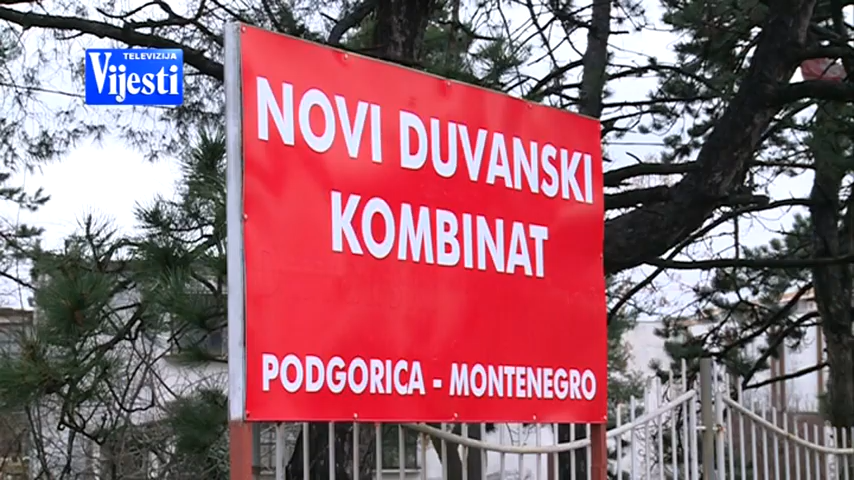 TELEVIZIJA
Vijesti
NOVI DUVANSKI
KOMBINAT
PODGORICA - MONTENEGRO